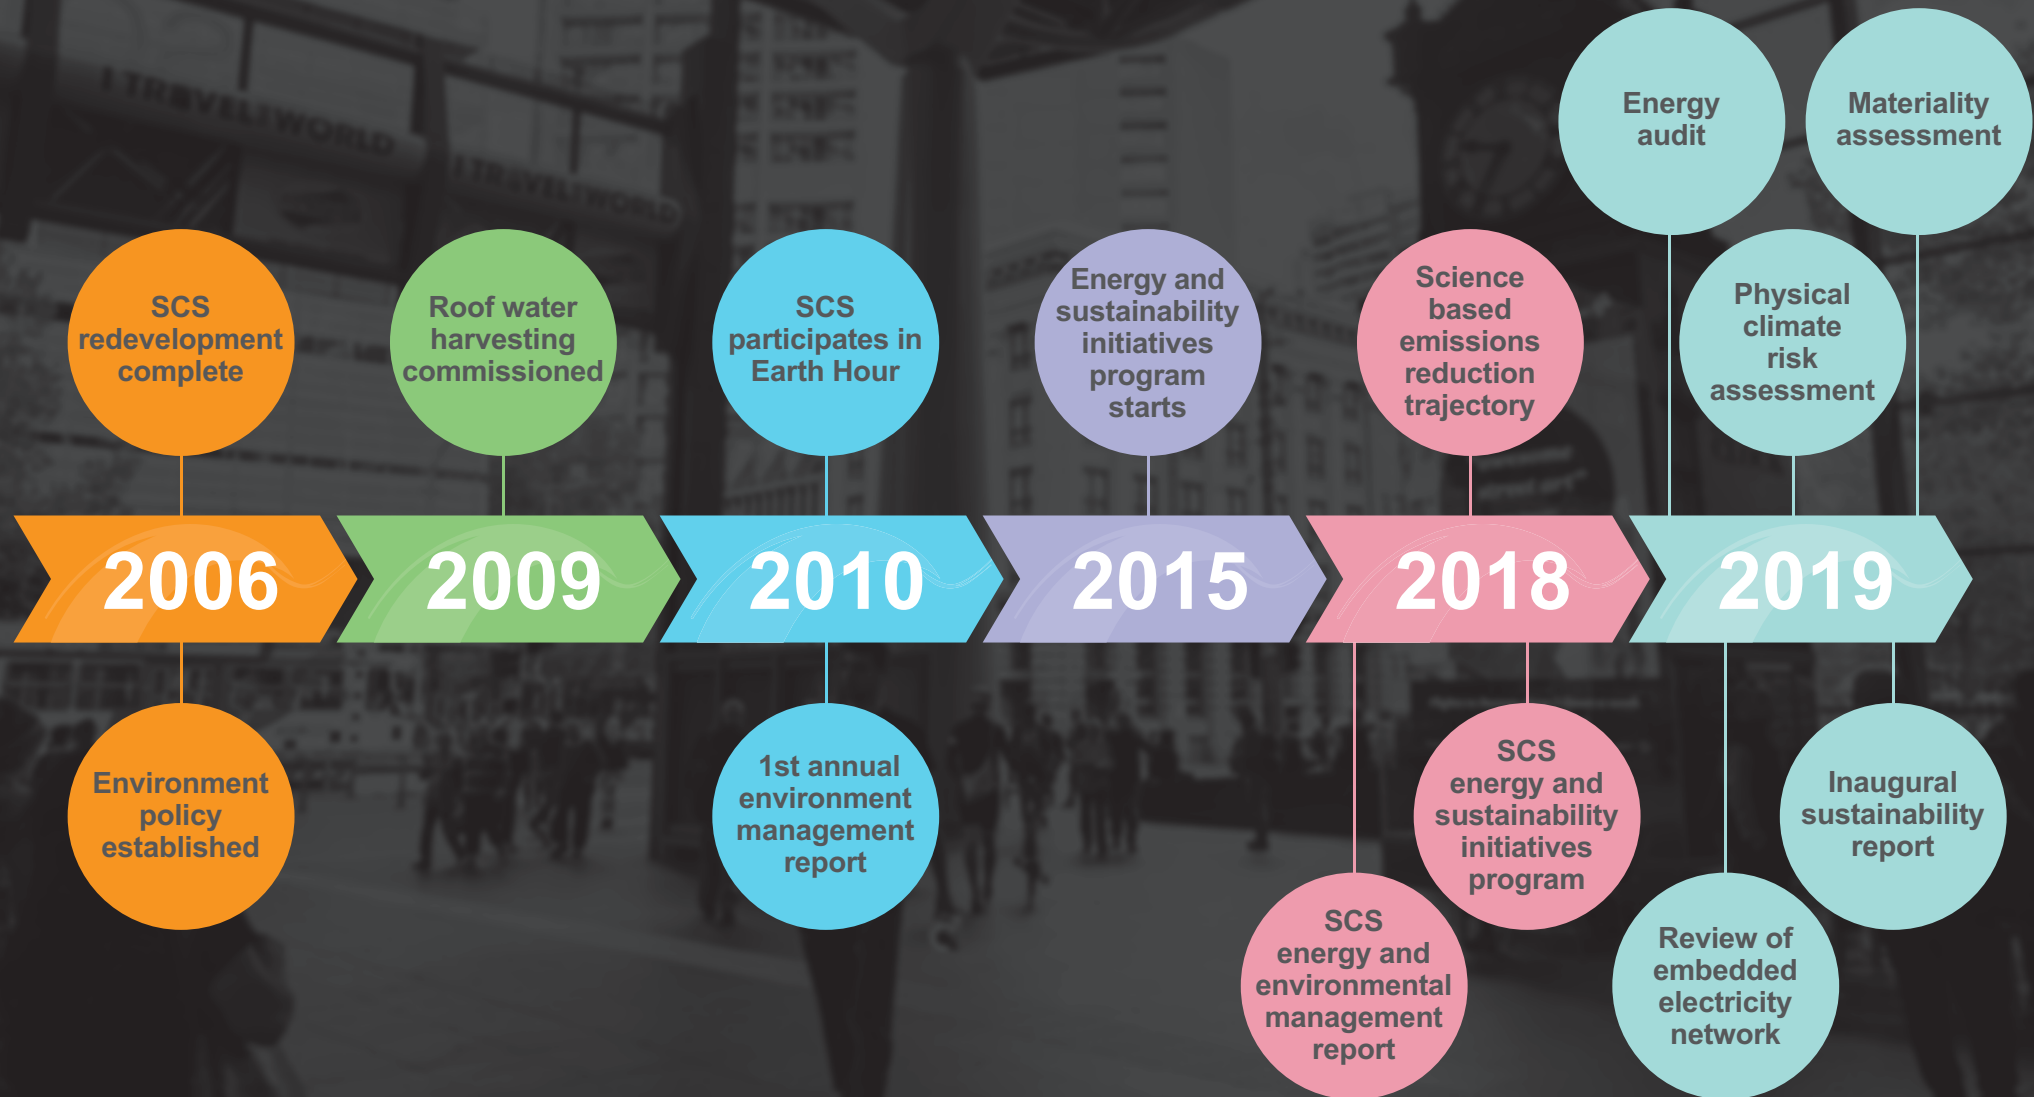 I TRAVELSWORLD
I TRAVELSWORLD
Energy
audit
Materiality
assessment
SCS
redevelopment
complete
Roof water
harvesting
commissioned
SCS
participates in
Earth Hour
Energy and
sustainability
initiatives
program
starts
Science
based
emissions
reduction
trajectory
Physical
climate
risk
assessment
2006
2009
2010
2015
2018
2019
Environment
policy
established
1st annual
environment
management
report
SCS
energy and
environmental
management
report
SCS
energy and
sustainability
initiatives
program
Review of
embedded
electricity
network
Inaugural
sustainability
report